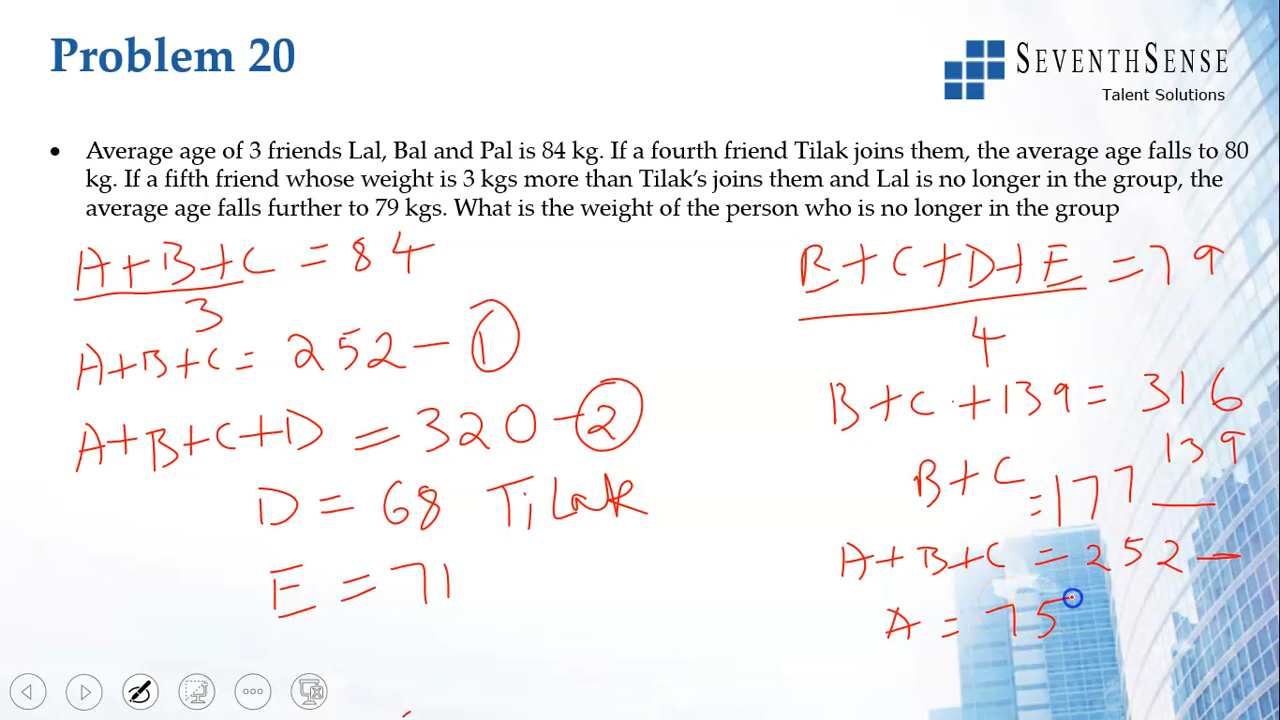 Problem 20
SEVENTHSENSE
Talent Solutions
• Average age of 3 friends Lal, Bal and Pal is 84 kg. If a fourth friend Tilak joins them, the average age falls to 80
kg. If a fifth friend whose weight is 3 kgs more than Tilak's joins them and Lal is no longer in the group, the
average age falls further to 79 kgs. What is the weight of the person who is no longer in the group
A+B+C = 84
3
A+B+C = 252 - 1
A+B+C+D = 320 - 2
D = 68 Tilak
E = 71
B+C+D+E = 79
4
B+C+139 = 316
139
B+C = 177
A+B+C = 252 -
A = 75